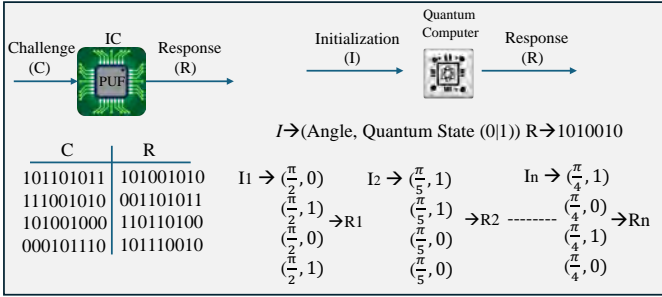 Challenge
(C)
IC
PUF
Response
(R)
Initialization
(I)
Quantum
Computer
Response
(R)
I→(Angle, Quantum State (0|1)) R→1010010
C R
101101011 101001010
111001010 001101011
101001000 110110100
000101110 101110010
I1 → (π/2, 0)
(π/2, 1)
(π/2, 0)
(π/2, 1)
→R1
I2 → (π/5, 1)
(π/5, 1)
(π/5, 0)
(π/5, 0)
→R2 --------
In → (π/4, 1)
(π/4, 0)
(π/4, 1)
(π/4, 0)
→Rn